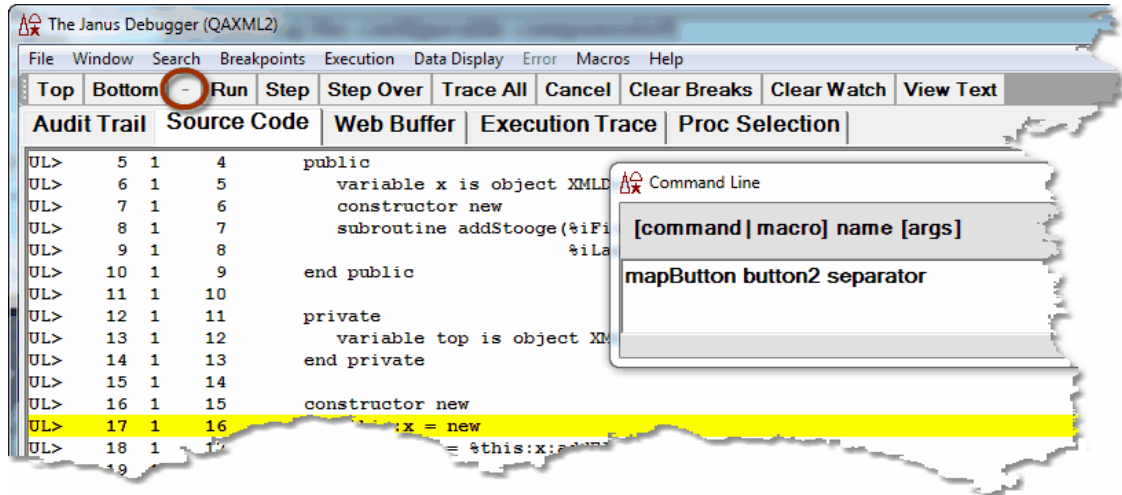 The Janus Debugger (QAXML2)
File Window Search Breakpoints Execution Data Display Error Macros Help
Top Bottom - Run Step Step Over Trace All Cancel Clear Breaks Clear Watch View Text
Audit Trail Source Code Web Buffer Execution Trace Proc Selection
UL> 5 1 4 public
UL> 6 1 5 variable x is object XMLD
UL> 7 1 6 constructor new
UL> 8 1 7 subroutine addStooge(%iFi
UL> 9 1 8 %iLa
UL> 10 1 9 end public
UL> 11 1 10
UL> 12 1 11 private
UL> 13 1 12 variable top is object XM
UL> 14 1 13 end private
UL> 15 1 14
UL> 16 1 15 constructor new
UL> 17 1 16 :x = new
UL> 18 1 = %this:x:
19
Command Line
[command|macro] name [args]
mapButton button2 separator